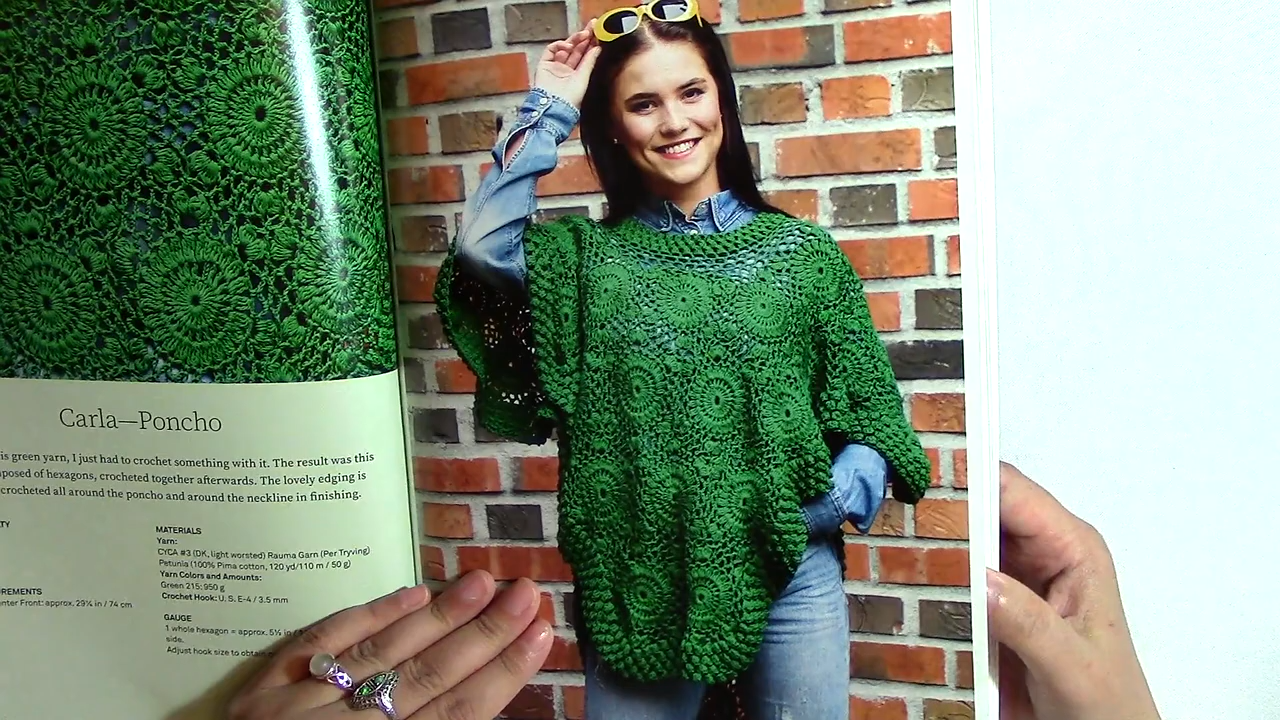 Carla—Poncho
is green yarn, I just had to crochet something with it. The result was this
posed of hexagons, crocheted together afterwards. The lovely edging is
crocheted all around the poncho and around the neckline in finishing.
MATERIALS
Yarn:
CYCA #3 (DK, light worsted) Rauma Garn (Per Tryving)
Petunia (100% Pima cotton, 120 yd/110 m / 50 g)
Yarn Colors and Amounts:
Green 215: 950 g
Crochet Hook: U. S. E-4 / 3.5 mm
GAUGE
1 whole hexagon = approx. 5½ in /
side.
Adjust hook size to obtain
TY
REMENTS
nter Front: approx. 29¼ in / 74 cm